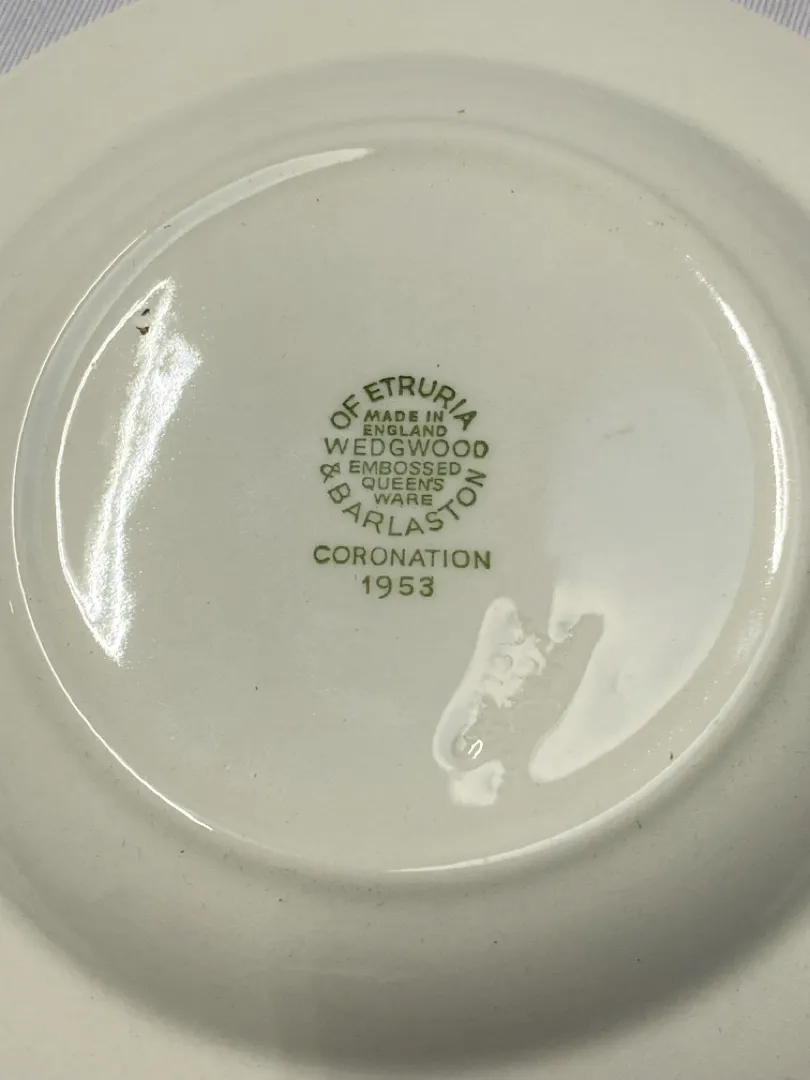 OF ETRURIA
MADE IN
ENGLAND
WEDGWOOD
EMBOSSED
QUEEN'S
WARE
& BARLASTON
CORONATION
1953